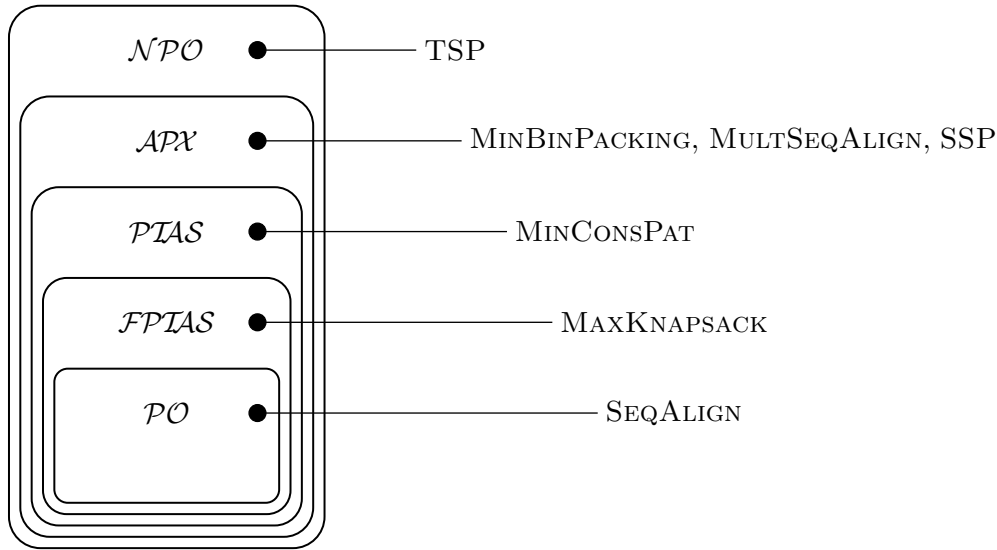 NPO TSP
APX MINBINPACKING, MULTSEQALIGN, SSP
PTAS MINCONSPAT
FPTAS MAXKNAPSACK
PO SEQALIGN